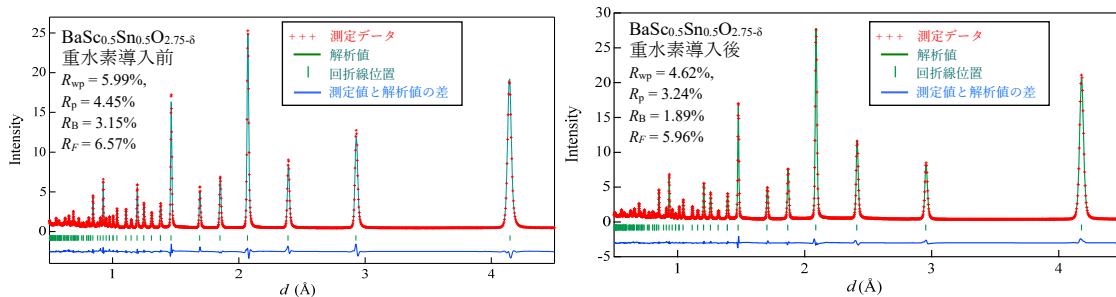 BaSc0.5Sn0.5O2.75-δ
重水素導入前
Rwp = 5.99%,
Rp = 4.45%
RB = 3.15%
RF = 6.57%
+++ 測定データ
解析値
回折線位置
測定値と解析値の差
Intensity
25
20
15
10
5
0
1 2 3 4
d (Å)
BaSc0.5Sn0.5O2.75-δ
重水素導入後
Rwp = 4.62%,
Rp = 3.24%
RB = 1.89%
RF = 5.96%
+++ 測定データ
解析値
回折線位置
測定値と解析値の差
Intensity
30
25
20
15
10
5
0
-5
1 2 3 4
d (Å)